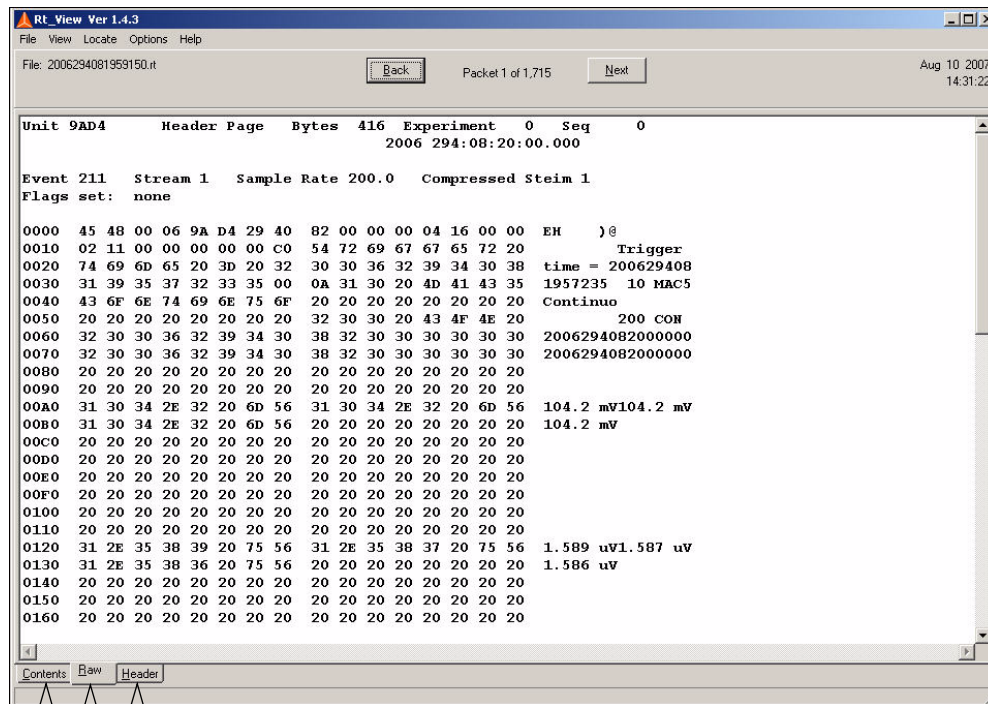 Rt_View Ver 1.4.3
File View Locate Options Help
File: 2006294081959150.rt
Back
Packet 1 of 1,715
Next
Aug 10 2007
14:31:22
Unit 9AD4 Header Page Bytes 416 Experiment 0 Seq 0
2006 294:08:20:00.000
Event 211 Stream 1 Sample Rate 200.0 Compressed Steim 1
Flags set: none
0000 45 48 00 06 9A D4 29 40 82 00 00 00 04 16 00 00 EH )@
0010 02 11 00 00 00 00 00 C0 54 72 69 67 67 65 72 20 Trigger
0020 74 69 6D 65 20 3D 20 32 30 30 36 32 39 34 30 38 time = 200629408
0030 31 39 35 37 32 33 35 00 0A 31 30 20 4D 41 43 35 1957235 10 MAC5
0040 43 6F 6E 74 69 6E 75 6F 20 20 20 20 20 20 20 20 Continuo
0050 20 20 20 20 20 20 20 20 32 30 30 20 43 4F 4E 20 200 CON
0060 32 30 30 36 32 39 34 30 38 32 30 30 30 30 30 30 2006294082000000
0070 32 30 30 36 32 39 34 30 38 32 30 30 30 30 30 30 2006294082000000
0080 20 20 20 20 20 20 20 20 20 20 20 20 20 20 20 20
0090 20 20 20 20 20 20 20 20 20 20 20 20 20 20 20 20
00A0 31 30 34 2E 32 20 6D 56 31 30 34 2E 32 20 6D 56 104.2 mV104.2 mV
00B0 31 30 34 2E 32 20 6D 56 20 20 20 20 20 20 20 20 104.2 mV
00C0 20 20 20 20 20 20 20 20 20 20 20 20 20 20 20 20
00D0 20 20 20 20 20 20 20 20 20 20 20 20 20 20 20 20
00E0 20 20 20 20 20 20 20 20 20 20 20 20 20 20 20 20
00F0 20 20 20 20 20 20 20 20 20 20 20 20 20 20 20 20
0100 20 20 20 20 20 20 20 20 20 20 20 20 20 20 20 20
0110 20 20 20 20 20 20 20 20 20 20 20 20 20 20 20 20
0120 31 2E 35 38 39 20 75 56 31 2E 35 38 37 20 75 56 1.589 uV1.587 uV
0130 31 2E 35 38 36 20 75 56 20 20 20 20 20 20 20 20 1.586 uV
0140 20 20 20 20 20 20 20 20 20 20 20 20 20 20 20 20
0150 20 20 20 20 20 20 20 20 20 20 20 20 20 20 20 20
0160 20 20 20 20 20 20 20 20 20 20 20 20 20 20 20 20
Contents Raw Header